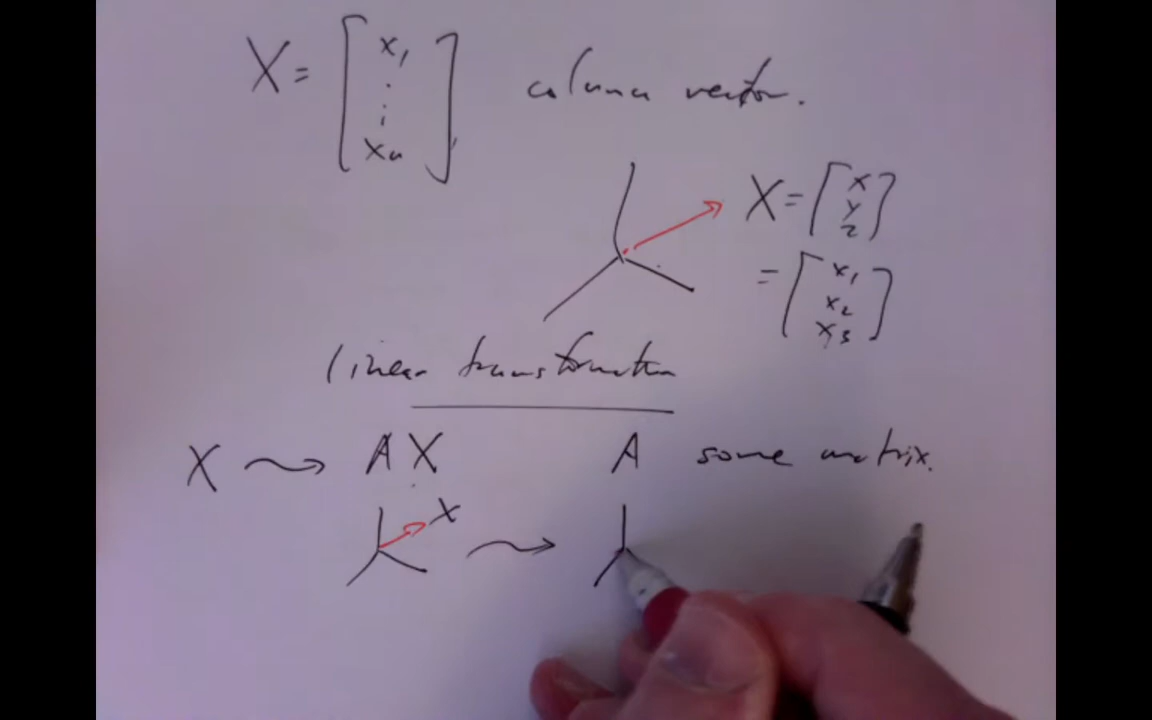 X = [x₁ ⋮ xₙ] column vector.
X = [x y z]
= [x₁ x₂ x₃]
linear transformation
X ⟿ AX A some matrix.
X ⟿